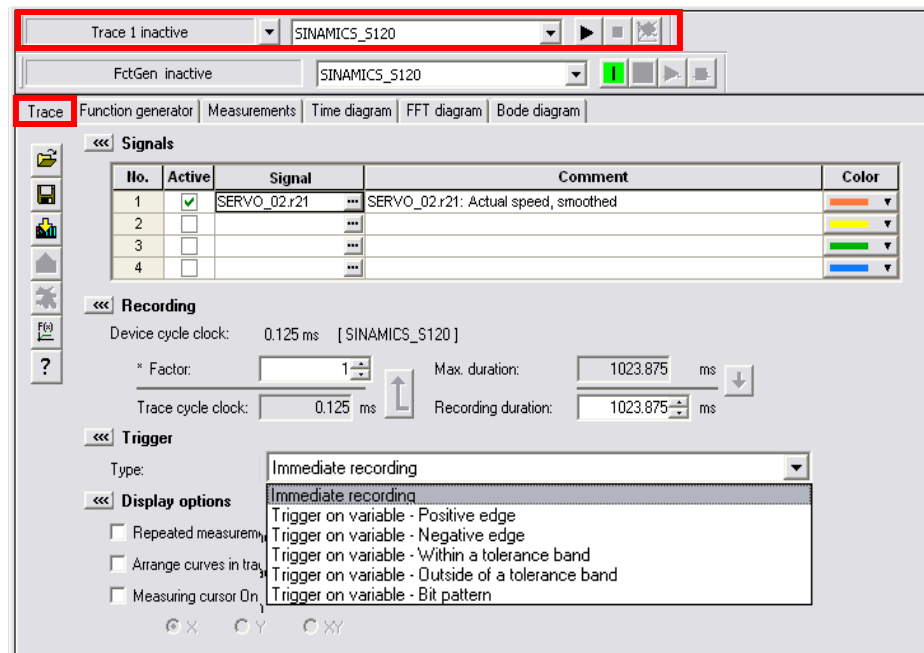 Trace 1 inactive SINAMICS_S120
FctGen inactive SINAMICS_S120
Trace Function generator Measurements Time diagram FFT diagram Bode diagram
<<< Signals
No. Active Signal Comment Color
1 SERVO_02.r21 ... SERVO_02.r21: Actual speed, smoothed
2 ...
3 ...
4 ...
<<< Recording
Device cycle clock: 0.125 ms [ SINAMICS_S120 ]
* Factor: 1 Max. duration: 1023.875 ms
Trace cycle clock: 0.125 ms Recording duration: 1023.875 ms
<<< Trigger
Type: Immediate recording
<<< Display options
Immediate recording
Trigger on variable - Positive edge
Repeated measurem
Trigger on variable - Negative edge
Trigger on variable - Within a tolerance band
Arrange curves in tra
Trigger on variable - Outside of a tolerance band
Measuring cursor On
Trigger on variable - Bit pattern
X Y XY
F(x)
?